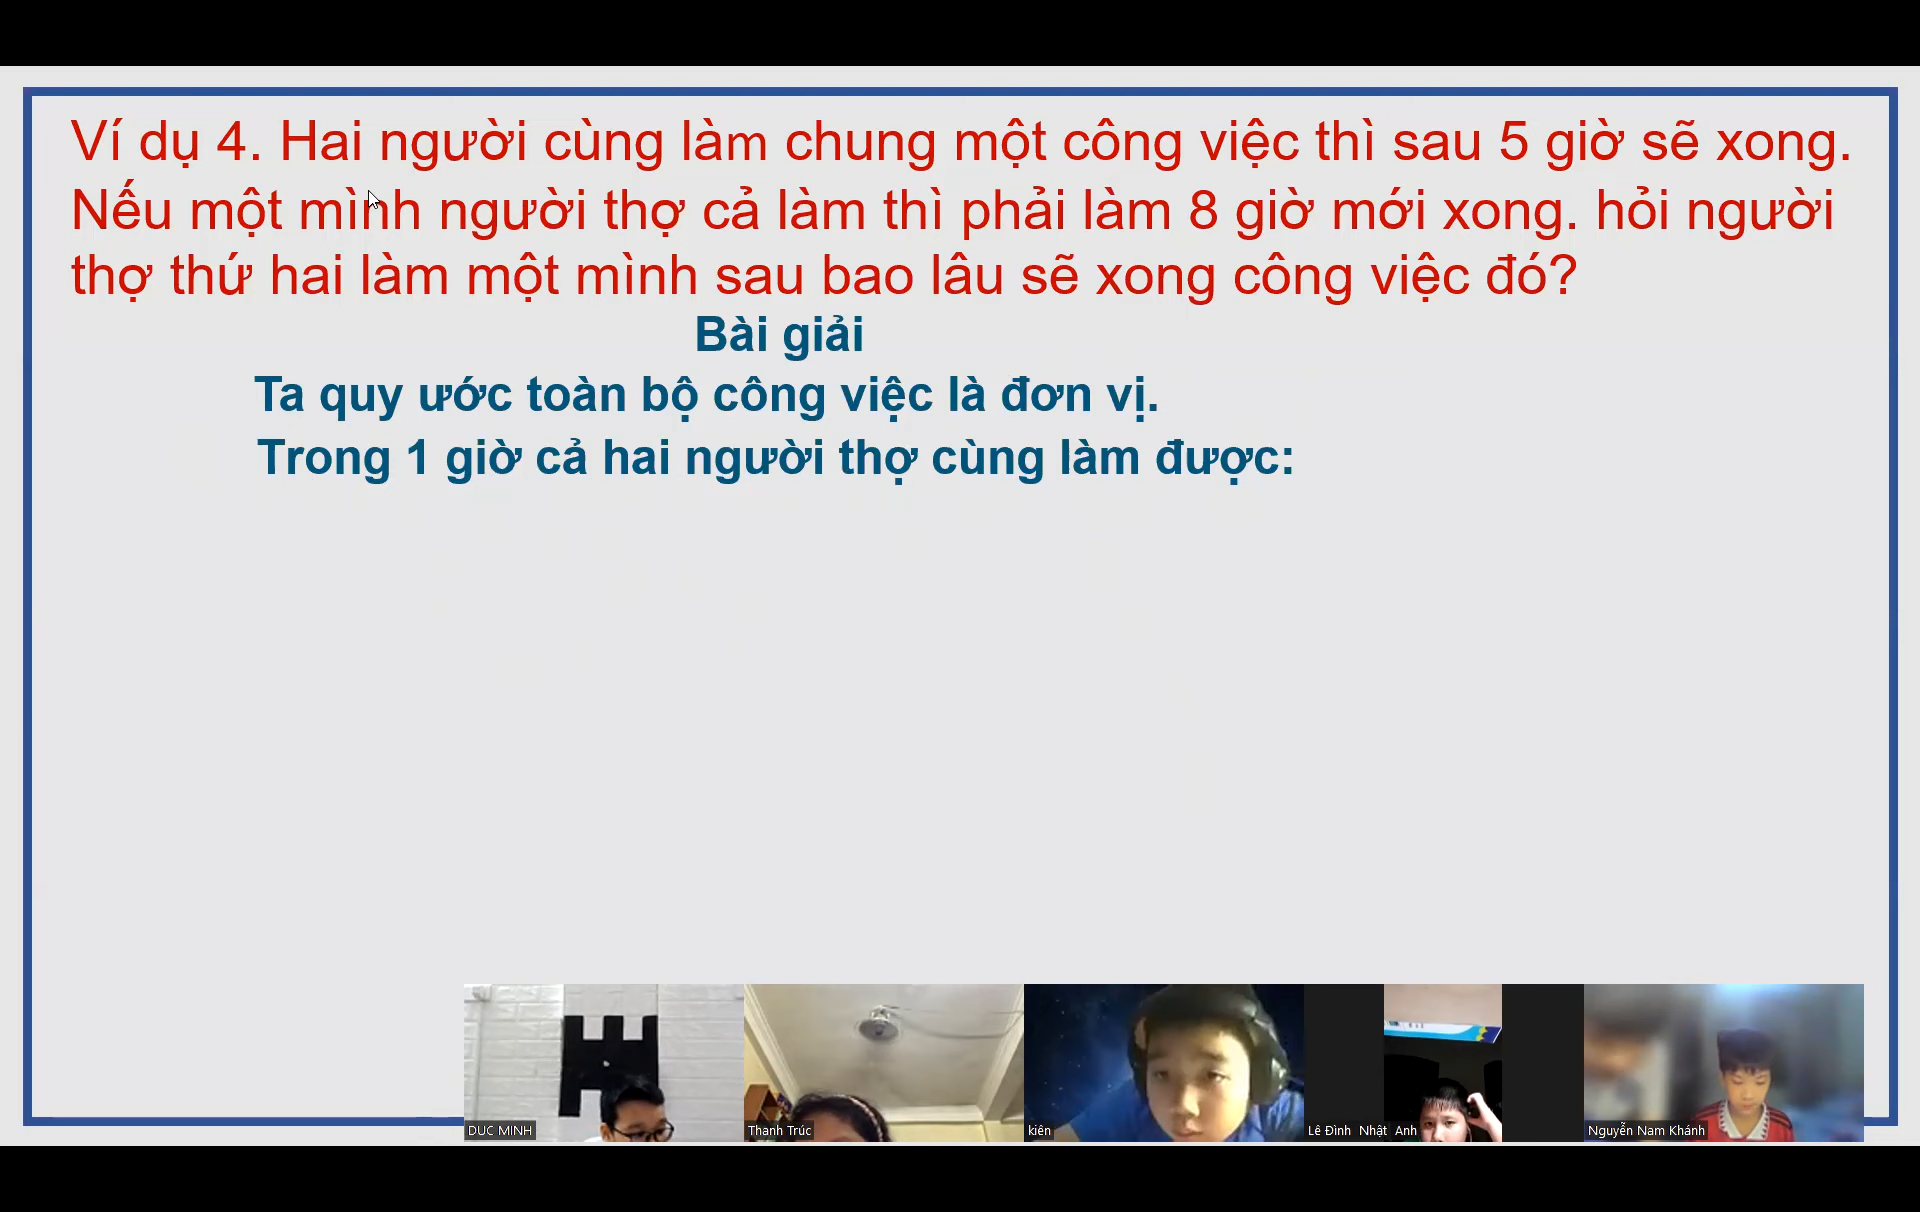 Ví dụ 4. Hai người cùng làm chung một công việc thì sau 5 giờ sẽ xong.
Nếu một mình người thợ cả làm thì phải làm 8 giờ mới xong. hỏi người
thợ thứ hai làm một mình sau bao lâu sẽ xong công việc đó?
Bài giải
Ta quy ước toàn bộ công việc là đơn vị.
Trong 1 giờ cả hai người thợ cùng làm được:
DUC MINH
Thanh Trúc
kiên
Lê Đình Nhật Anh
Nguyễn Nam Khánh